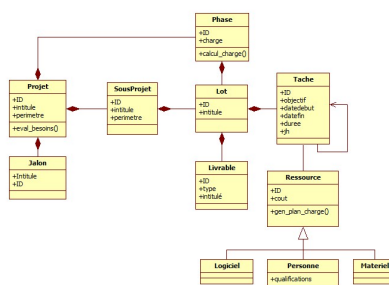 Phase
+ID
+charge
+calcul_charge()
Projet
+ID
+intitule
+perimetre
+eval_besoins()
SousProjet
+ID
+intitule
+perimetre
Lot
+ID
+intitule
Tache
+ID
+objectif
+datedebut
+datefin
+duree
+jh
Jalon
+Intitule
+ID
Livrable
+ID
+type
+intitulé
Ressource
+ID
+cout
+gen_plan_charge()
Logiciel
Personne
+qualifications
Materiel